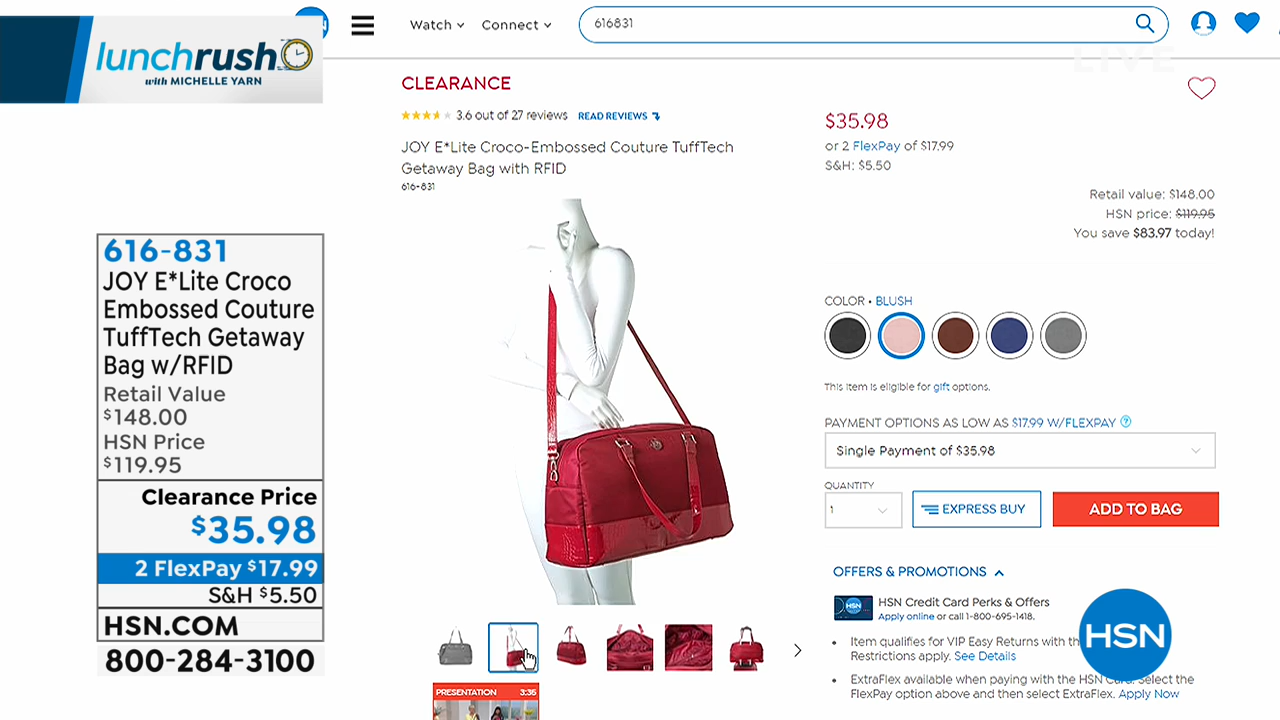 HSN
Watch
Connect
616831
LIVE
lunchrush
with MICHELLE YARN
CLEARANCE
3.6 out of 27 reviews READ REVIEWS
JOY E*Lite Croco-Embossed Couture TuffTech
Getaway Bag with RFID
616-831
$35.98
or 2 FlexPay of $17.99
S&H: $5.50
Retail value: $148.00
HSN price: $119.95
You save $83.97 today!
COLOR • BLUSH
This item is eligible for gift options.
PAYMENT OPTIONS AS LOW AS $17.99 W/FLEXPAY ?
Single Payment of $35.98
QUANTITY
1
EXPRESS BUY
ADD TO BAG
OFFERS & PROMOTIONS
HSN
HSN Credit Card Perks & Offers
Apply online or call 1-800-695-1418.
• Item qualifies for VIP Easy Returns with th
Restrictions apply. See Details
• ExtraFlex available when paying with the HSN Card. Select the
FlexPay option above and then select ExtraFlex. Apply Now
HSN
616-831
JOY E*Lite Croco
Embossed Couture
TuffTech Getaway
Bag w/RFID
Retail Value
$148.00
HSN Price
$119.95
Clearance Price
$35.98
2 FlexPay $17.99
S&H $5.50
HSN.COM
800-284-3100
PRESENTATION 3:35